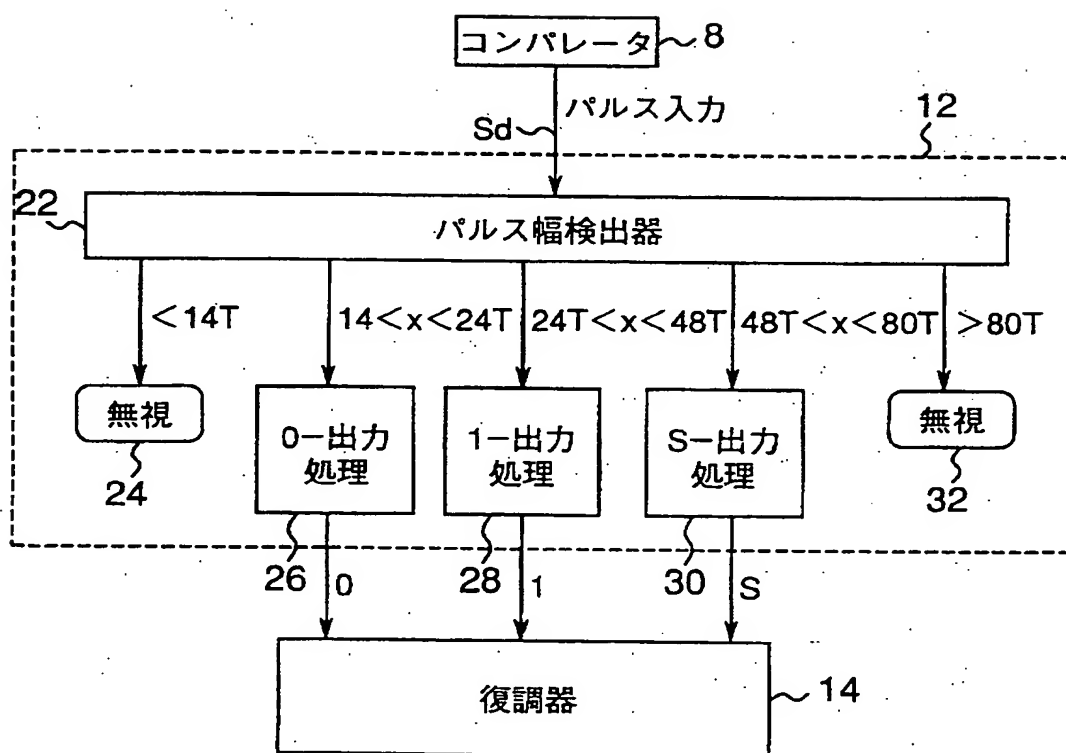 コンパレータ 8
パルス入力
Sd
12
22
パルス幅検出器
<14T
14<x<24T
24T<x<48T
48T<x<80T
>80T
無視
24
0-出力
処理
26
1-出力
処理
28
S-出力
処理
30
無視
32
0
1
S
復調器
14